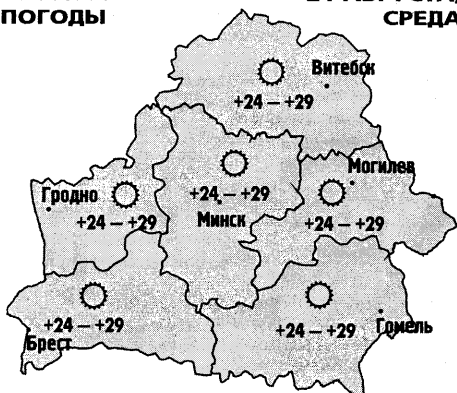 ПОГОДЫ
СРЕДА
Витебск
+24 – +29
Могилев
Гродно
+24 – +29
+24 – +29
Минск
+24 – +29
+24 – +29
Брест
+24 – +29
Гомель